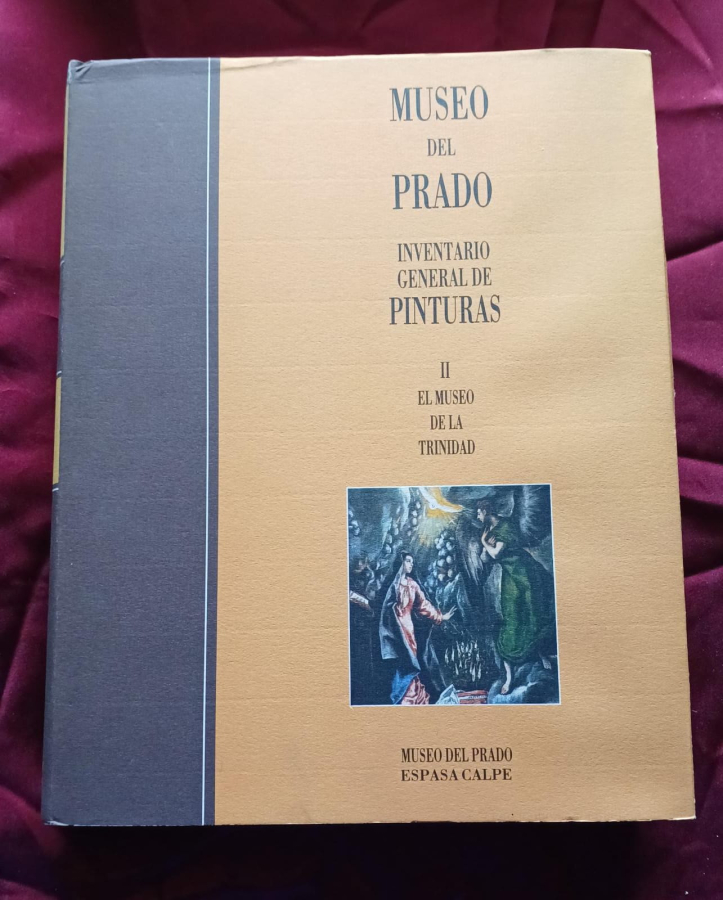 MUSEO
DEL
PRADO
INVENTARIO
GENERAL DE
PINTURAS
II
EL MUSEO
DE LA
TRINIDAD
MUSEO DEL PRADO
ESPASA CALPE